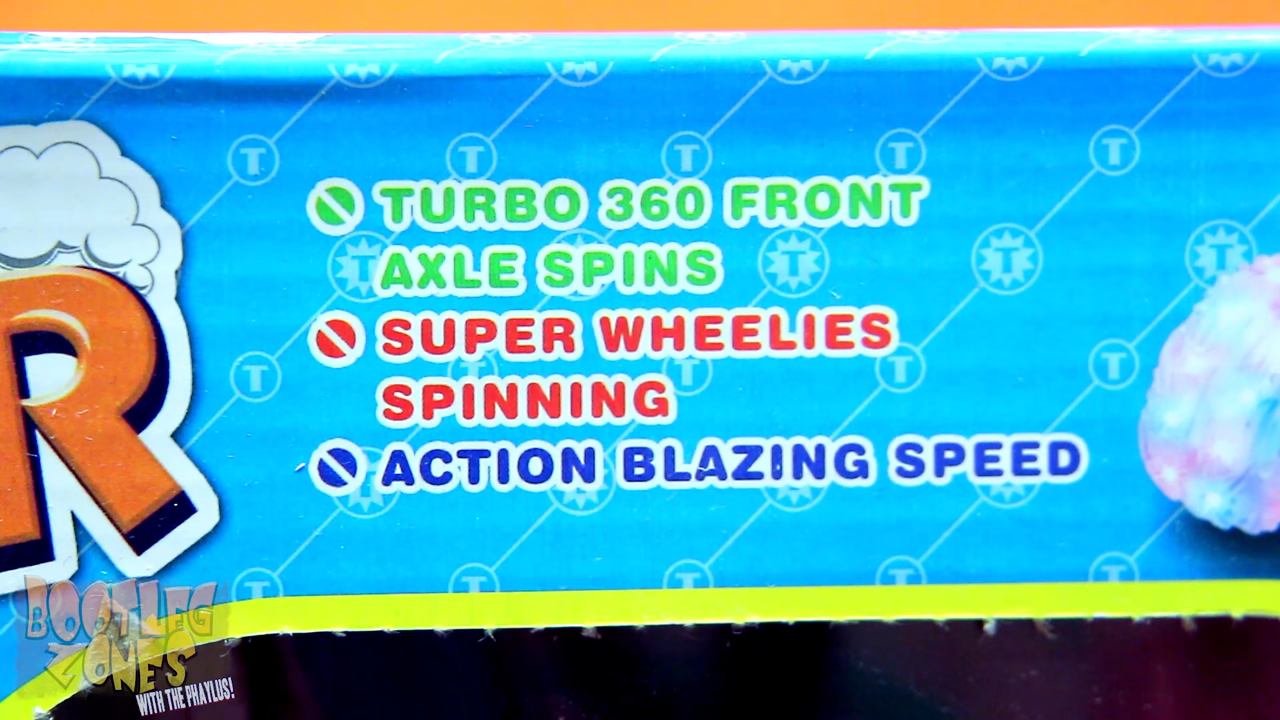 TURBO 360 FRONT
AXLE SPINS
SUPER WHEELIES
SPINNING
ACTION BLAZING SPEED
R
BOOTLEG
ZONES
WITH THE PHAYLUS!